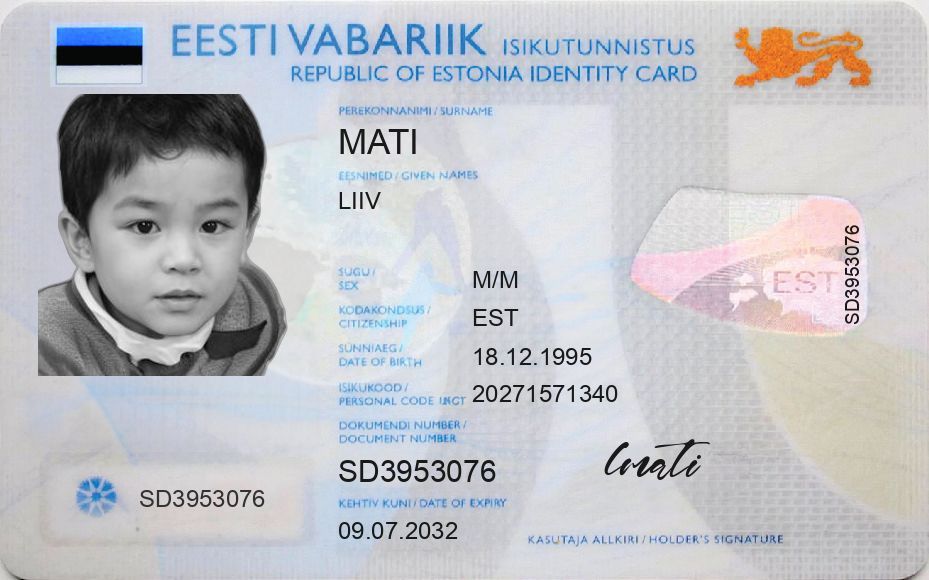 EESTI VABARIIK ISIKUTUNNISTUS
REPUBLIC OF ESTONIA IDENTITY CARD
PEREKONNANIMI / SURNAME
MATI
EESNIMED / GIVEN NAMES
LIIV
SUGU /
SEX
M/M
KODAKONDSUS /
CITIZENSHIP
EST
SÜNNIAEG /
DATE OF BIRTH
18.12.1995
ISIKUKOOD /
PERSONAL CODE
20271571340
DOKUMENDI NUMBER /
DOCUMENT NUMBER
SD3953076
KEHTIV KUNI / DATE OF EXPIRY
09.07.2032
SD3953076
EST
SD3953076
KASUTAJA ALLKIRI / HOLDER'S SIGNATURE